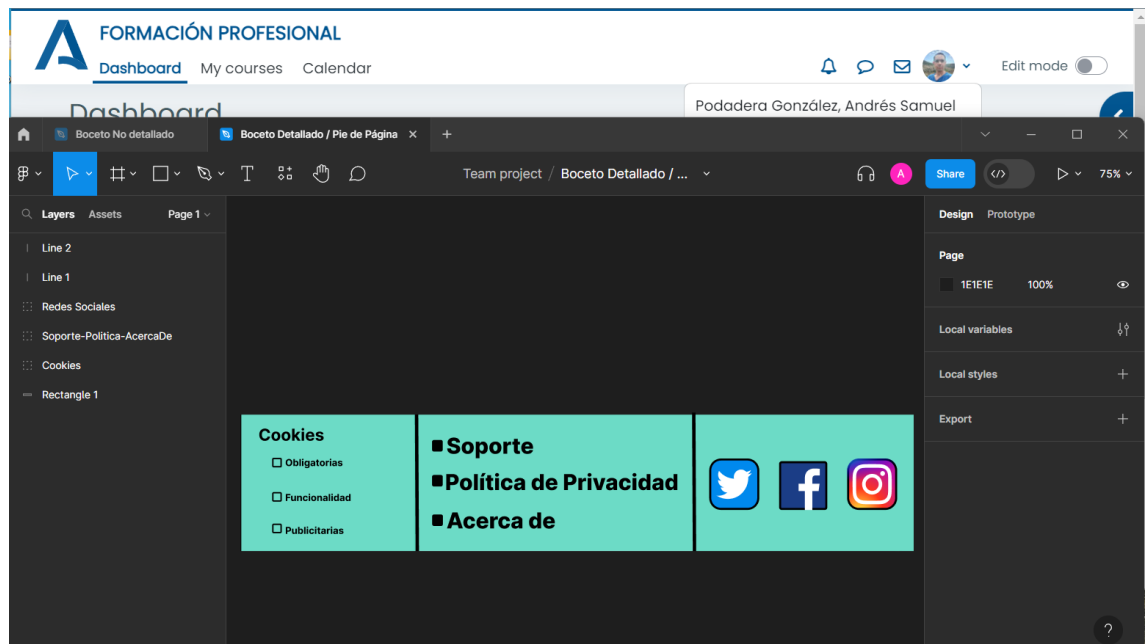 FORMACIÓN PROFESIONAL
Dashboard My courses Calendar
Edit mode
Dashboard
Podadera González, Andrés Samuel
Boceto No detallado
Boceto Detallado / Pie de Página
Team project / Boceto Detallado / ...
A
Share
75%
Layers Assets Page 1
Line 2
Line 1
Redes Sociales
Soporte-Politica-AcercaDe
Cookies
Rectangle 1
Cookies
Obligatorias
Funcionalidad
Publicitarias
Soporte
Política de Privacidad
Acerca de
Design Prototype
Page
1E1E1E 100%
Local variables
Local styles
Export
?